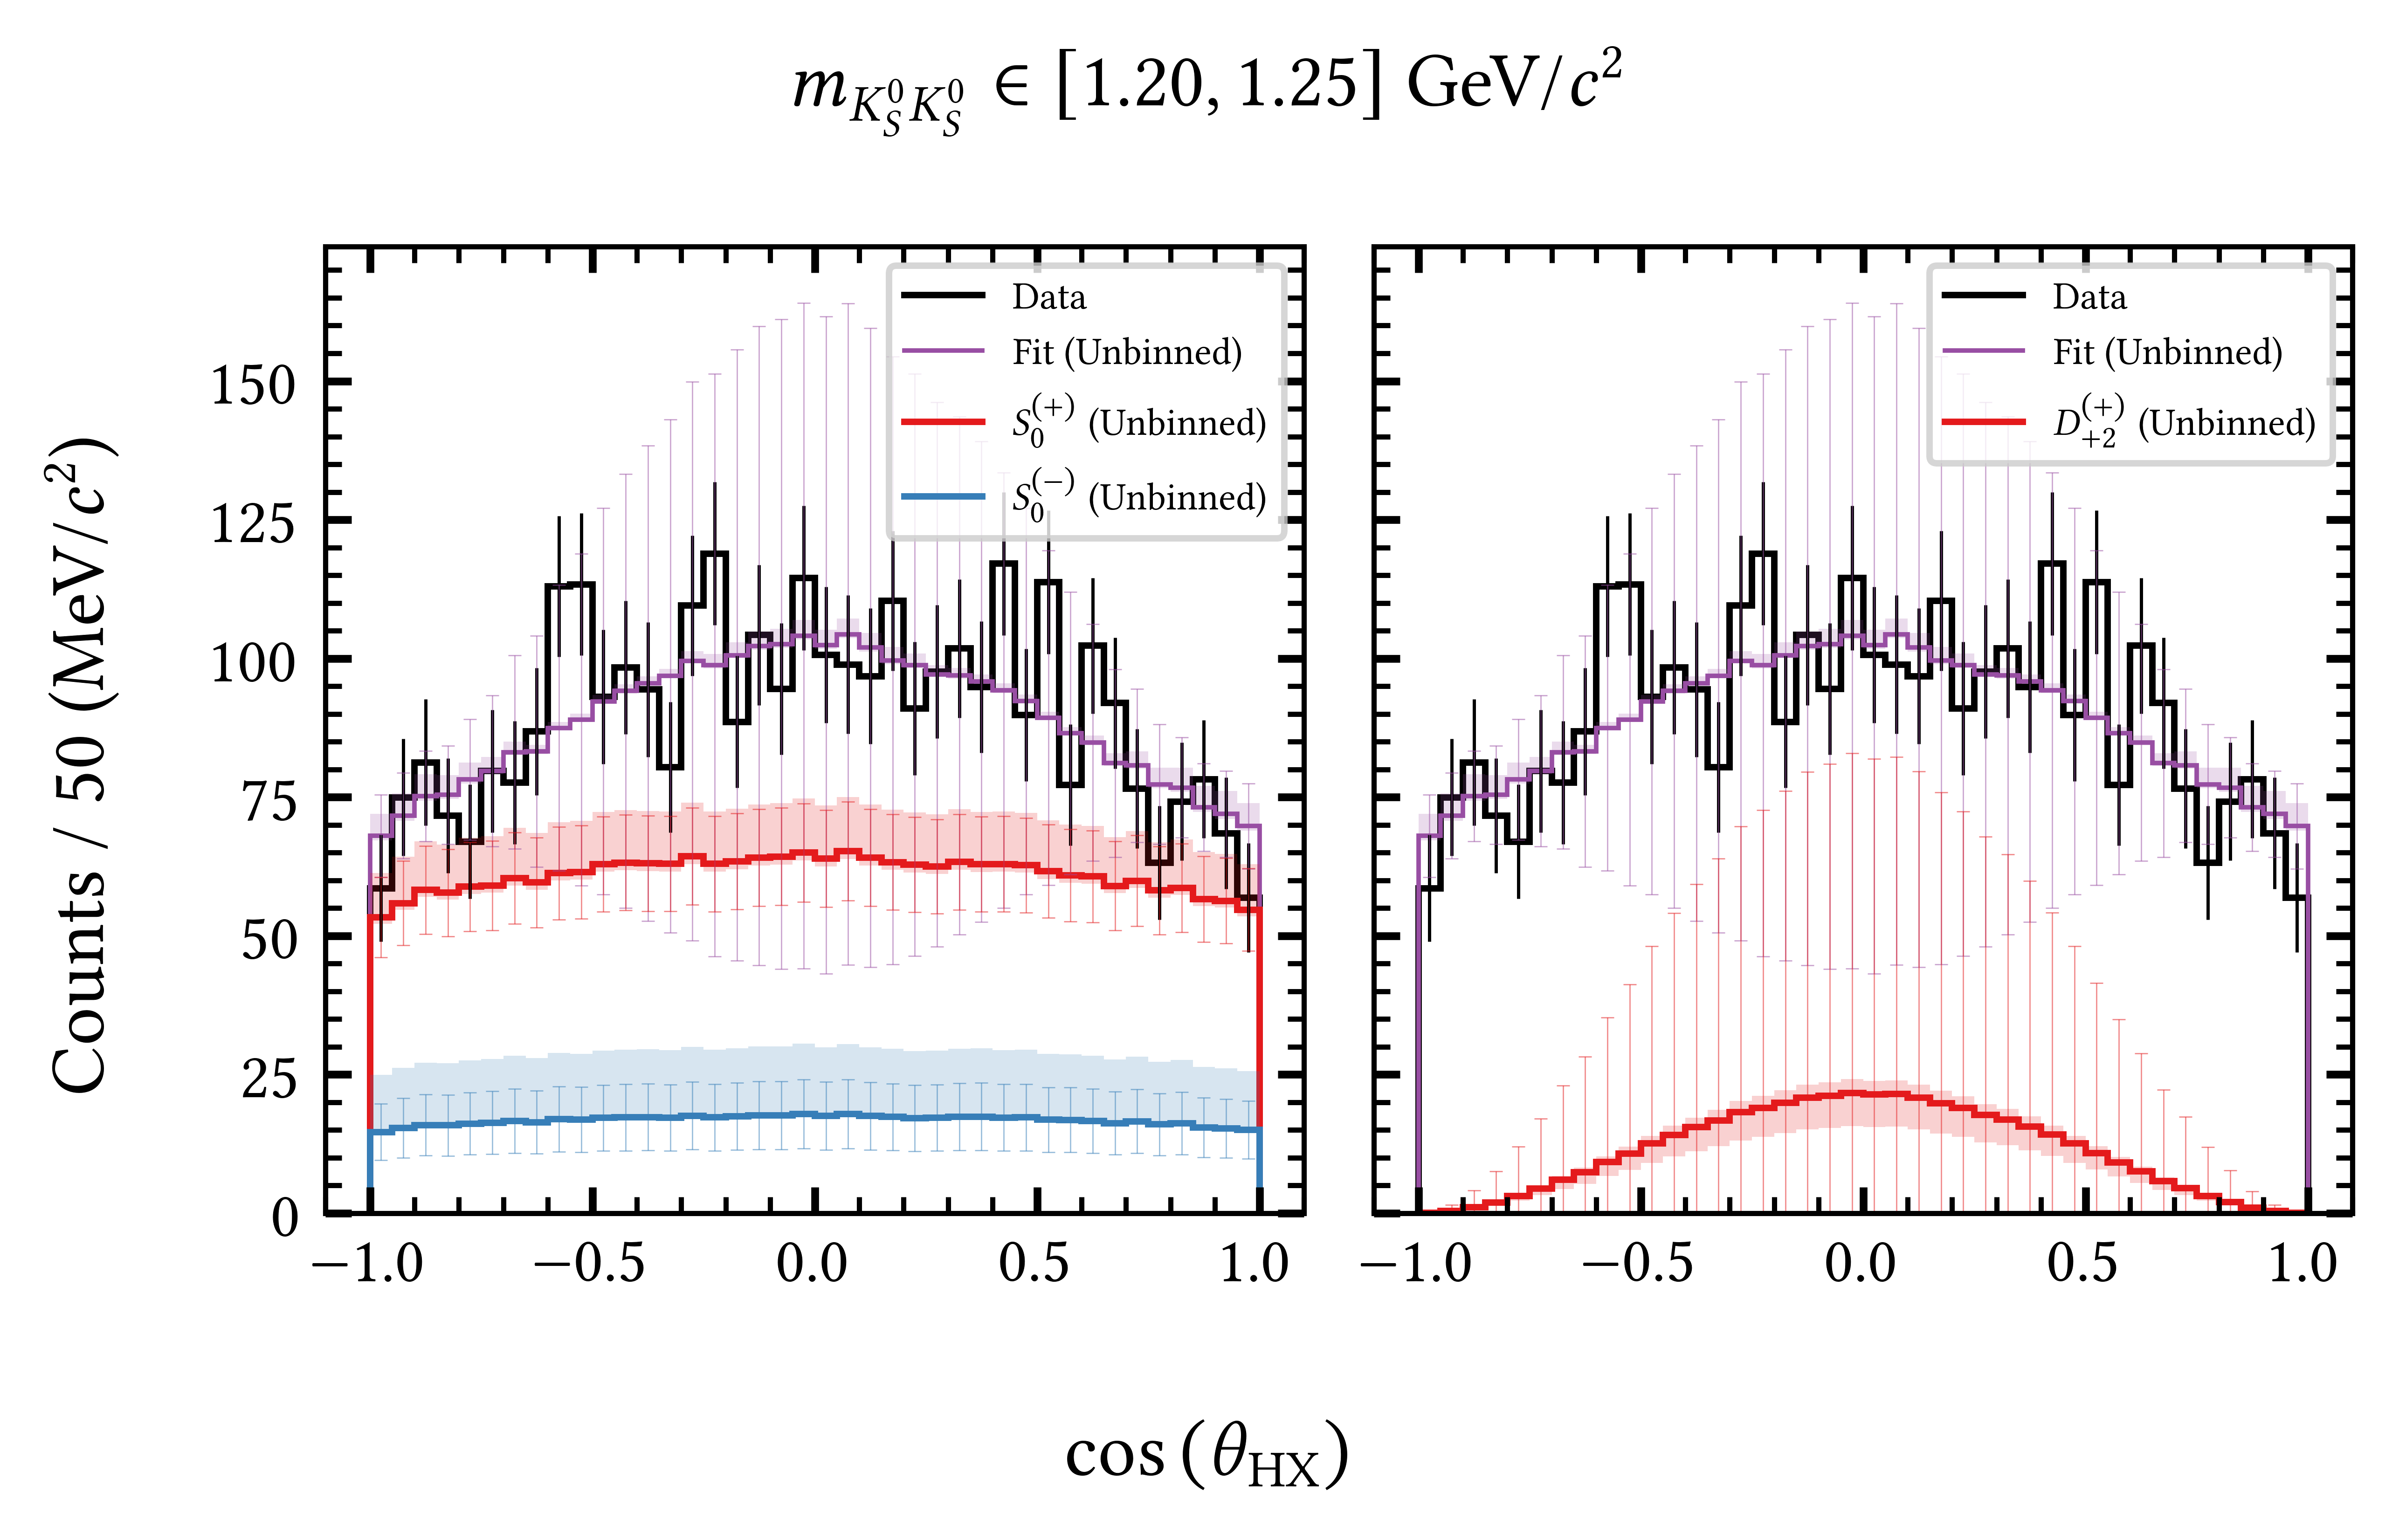 m_{K_S^0 K_S^0} ∈ [1.20, 1.25] GeV/c²
Counts / 50 (MeV/c²)
150
125
100
75
50
25
0
Data
Fit (Unbinned)
S_0^{(+)} (Unbinned)
S_0^{(−)} (Unbinned)
−1.0 −0.5 0.0 0.5 1.0
Data
Fit (Unbinned)
D_{+2}^{(+)} (Unbinned)
−1.0 −0.5 0.0 0.5 1.0
cos (θ_{HX})